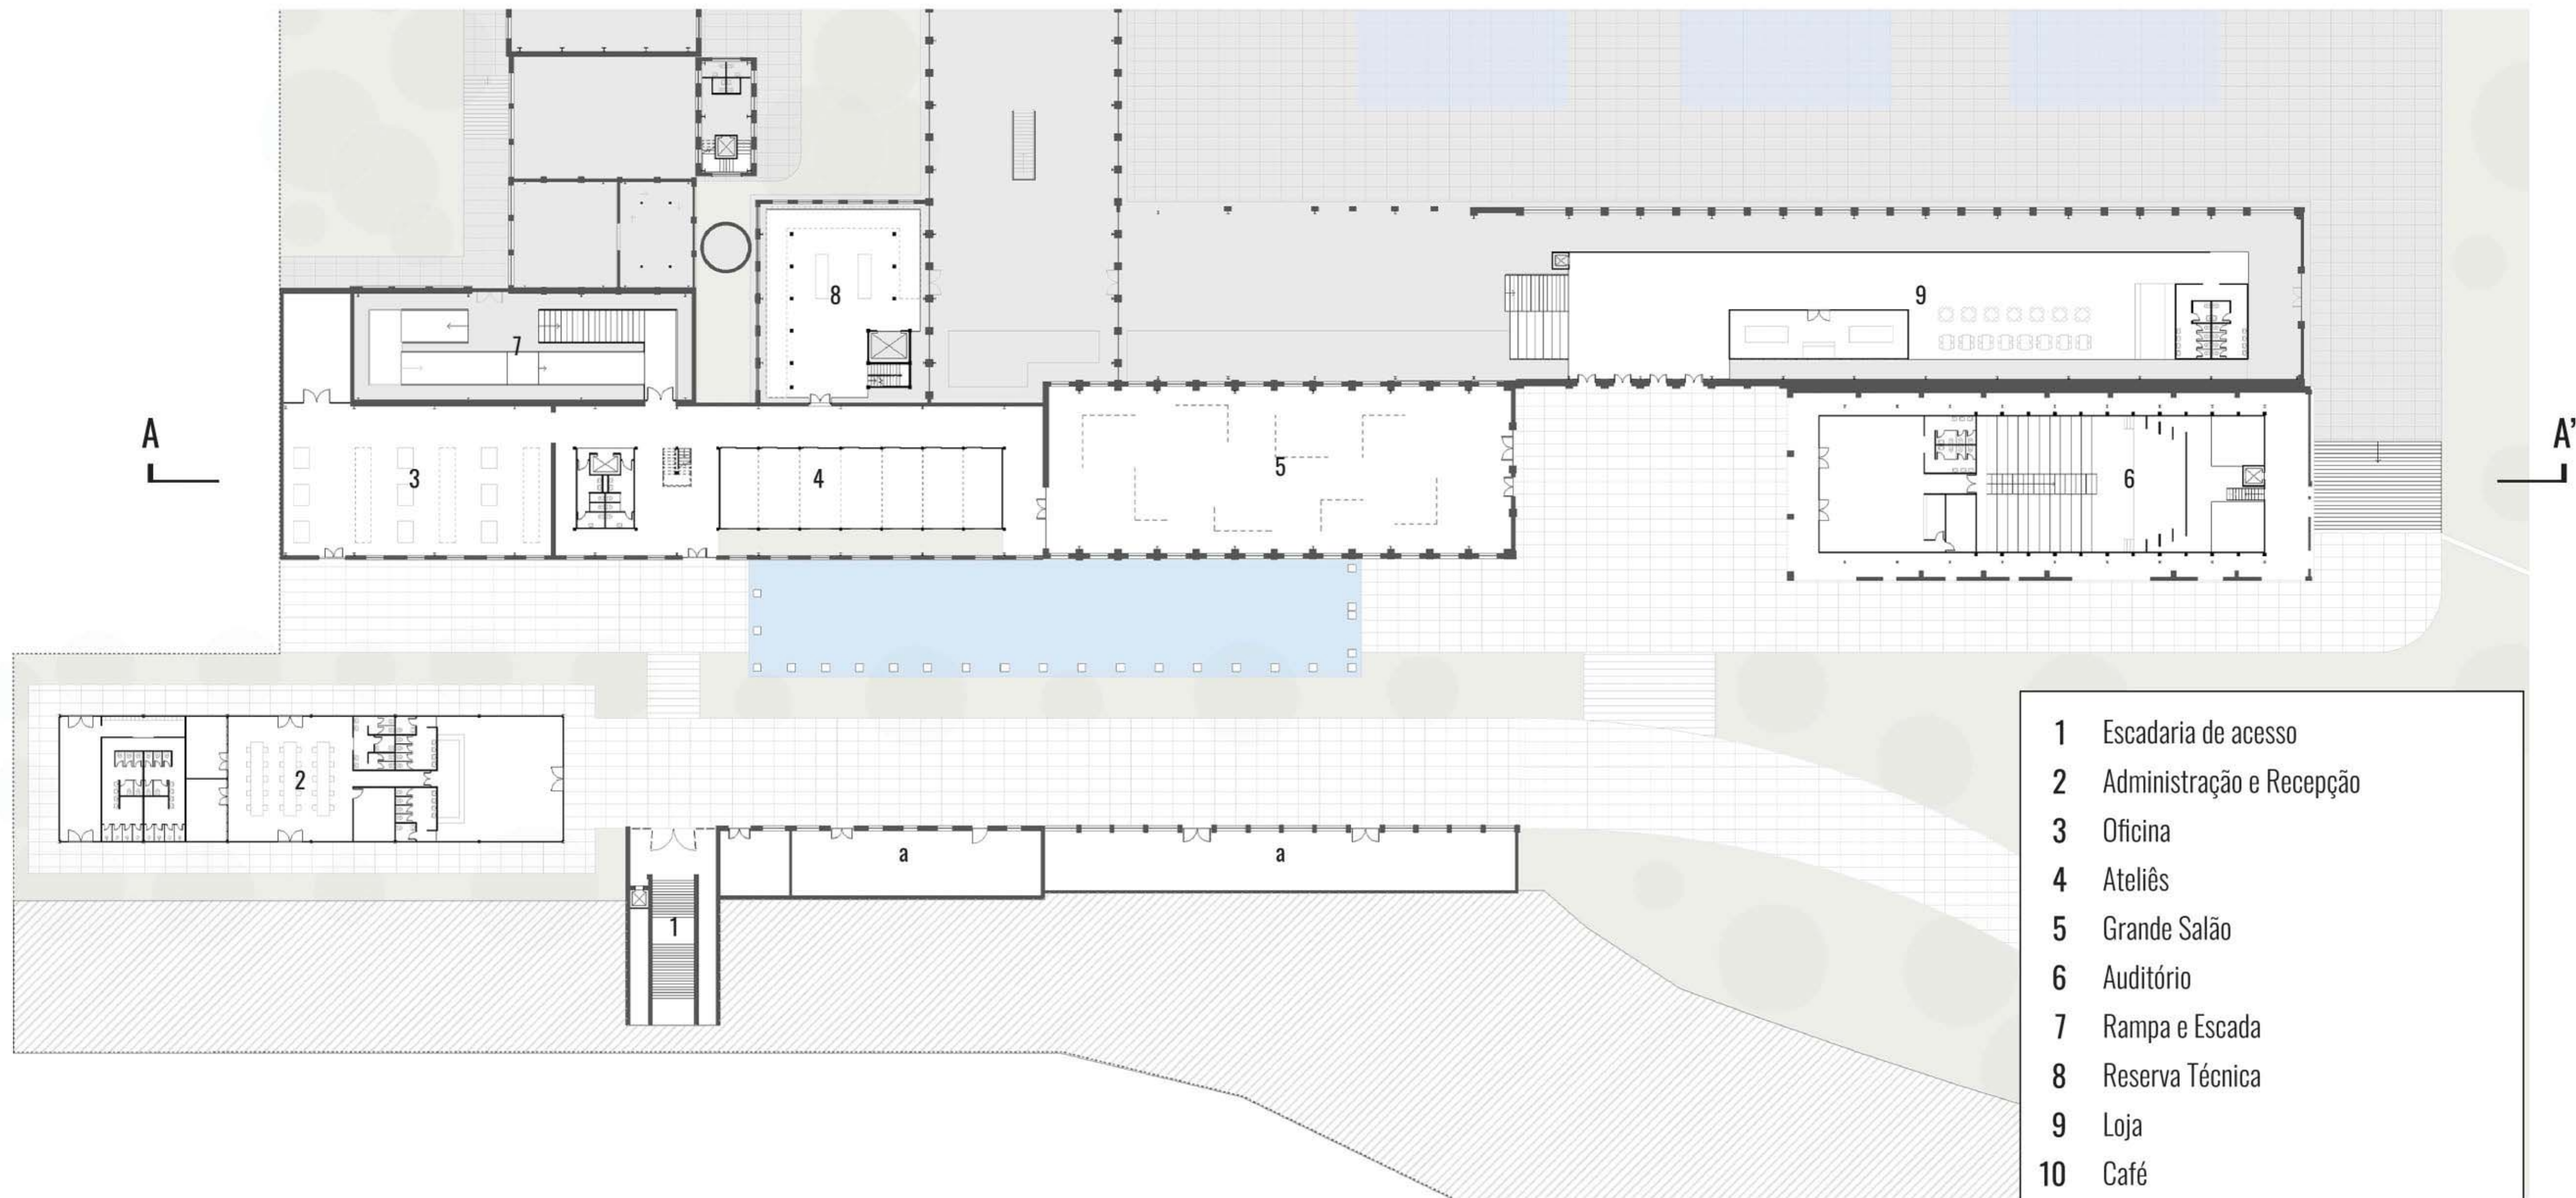 8
9
7
A
A'
3
4
5
6
2
a
a
1
1 Escadaria de acesso
2 Administração e Recepção
3 Oficina
4 Ateliês
5 Grande Salão
6 Auditório
7 Rampa e Escada
8 Reserva Técnica
9 Loja
10 Café